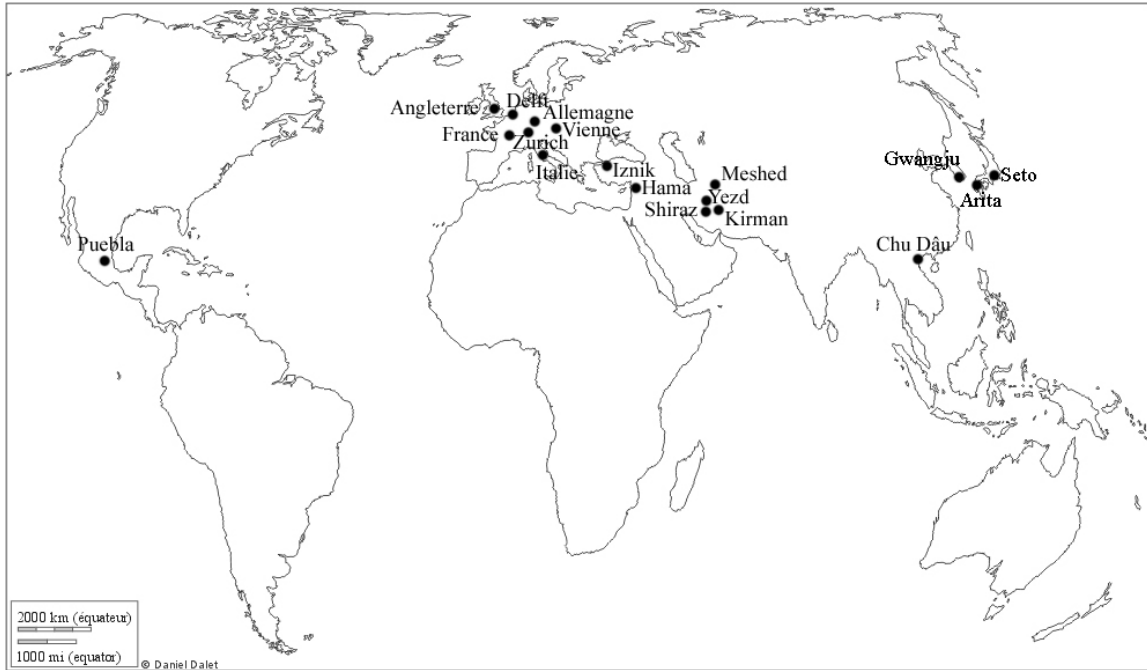 Angleterre
Delft
Allemagne
France
Zürich
Vienne
Italie
Iznik
Hama
Meshed
Yezd
Shiraz
Kirman
Gwangju
Seto
Arita
Puebla
Chu Dâu
2000 km (équateur)
1000 mi (equator)
© Daniel Dalet